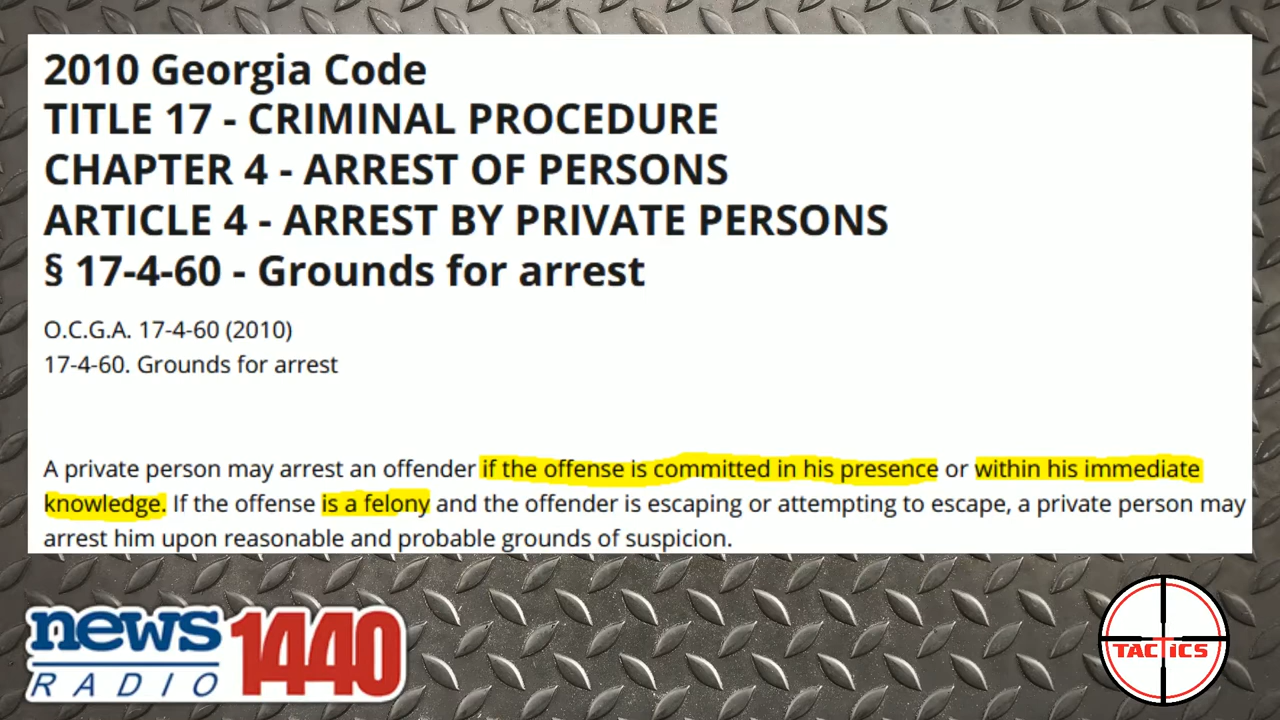 2010 Georgia Code
TITLE 17 - CRIMINAL PROCEDURE
CHAPTER 4 - ARREST OF PERSONS
ARTICLE 4 - ARREST BY PRIVATE PERSONS
§ 17-4-60 - Grounds for arrest
O.C.G.A. 17-4-60 (2010)
17-4-60. Grounds for arrest
A private person may arrest an offender if the offense is committed in his presence or within his immediate
knowledge. If the offense is a felony and the offender is escaping or attempting to escape, a private person may
arrest him upon reasonable and probable grounds of suspicion.
news 1440
RADIO
TACTiCS